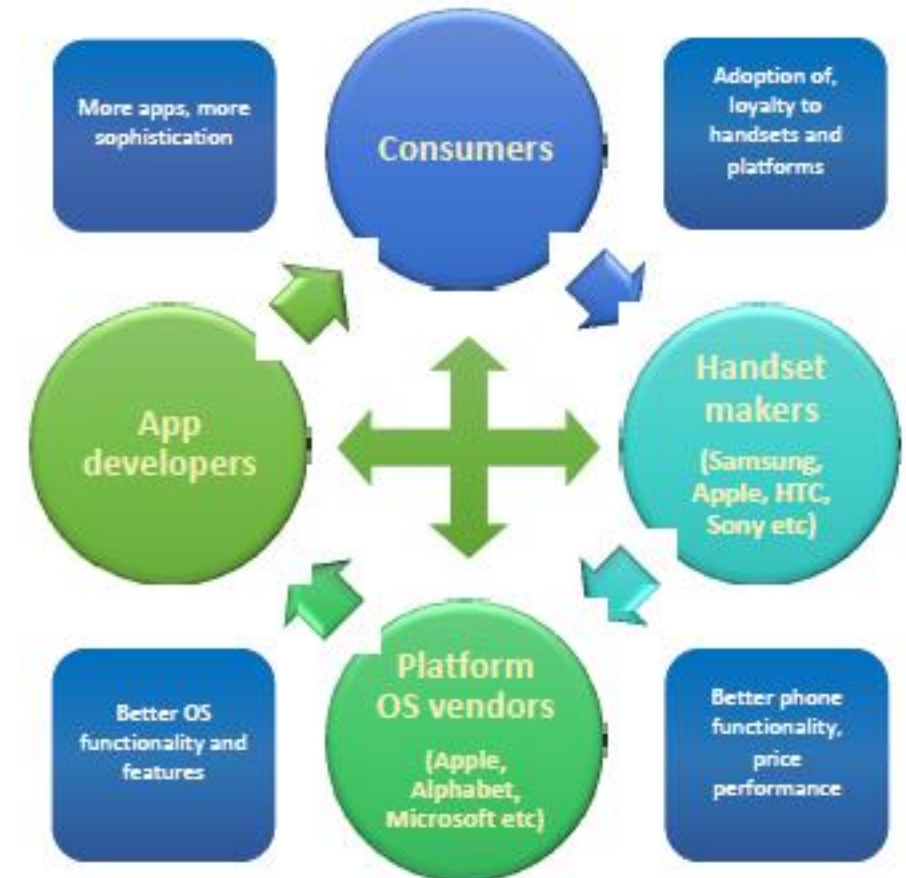 More apps, more
sophistication
Consumers
Adoption of,
loyalty to
handsets and
platforms
App
developers
Handset
makers
(Samsung,
Apple, HTC,
Sony etc)
Better OS
functionality and
features
Platform
OS vendors
(Apple,
Alphabet,
Microsoft etc)
Better phone
functionality,
price
performance